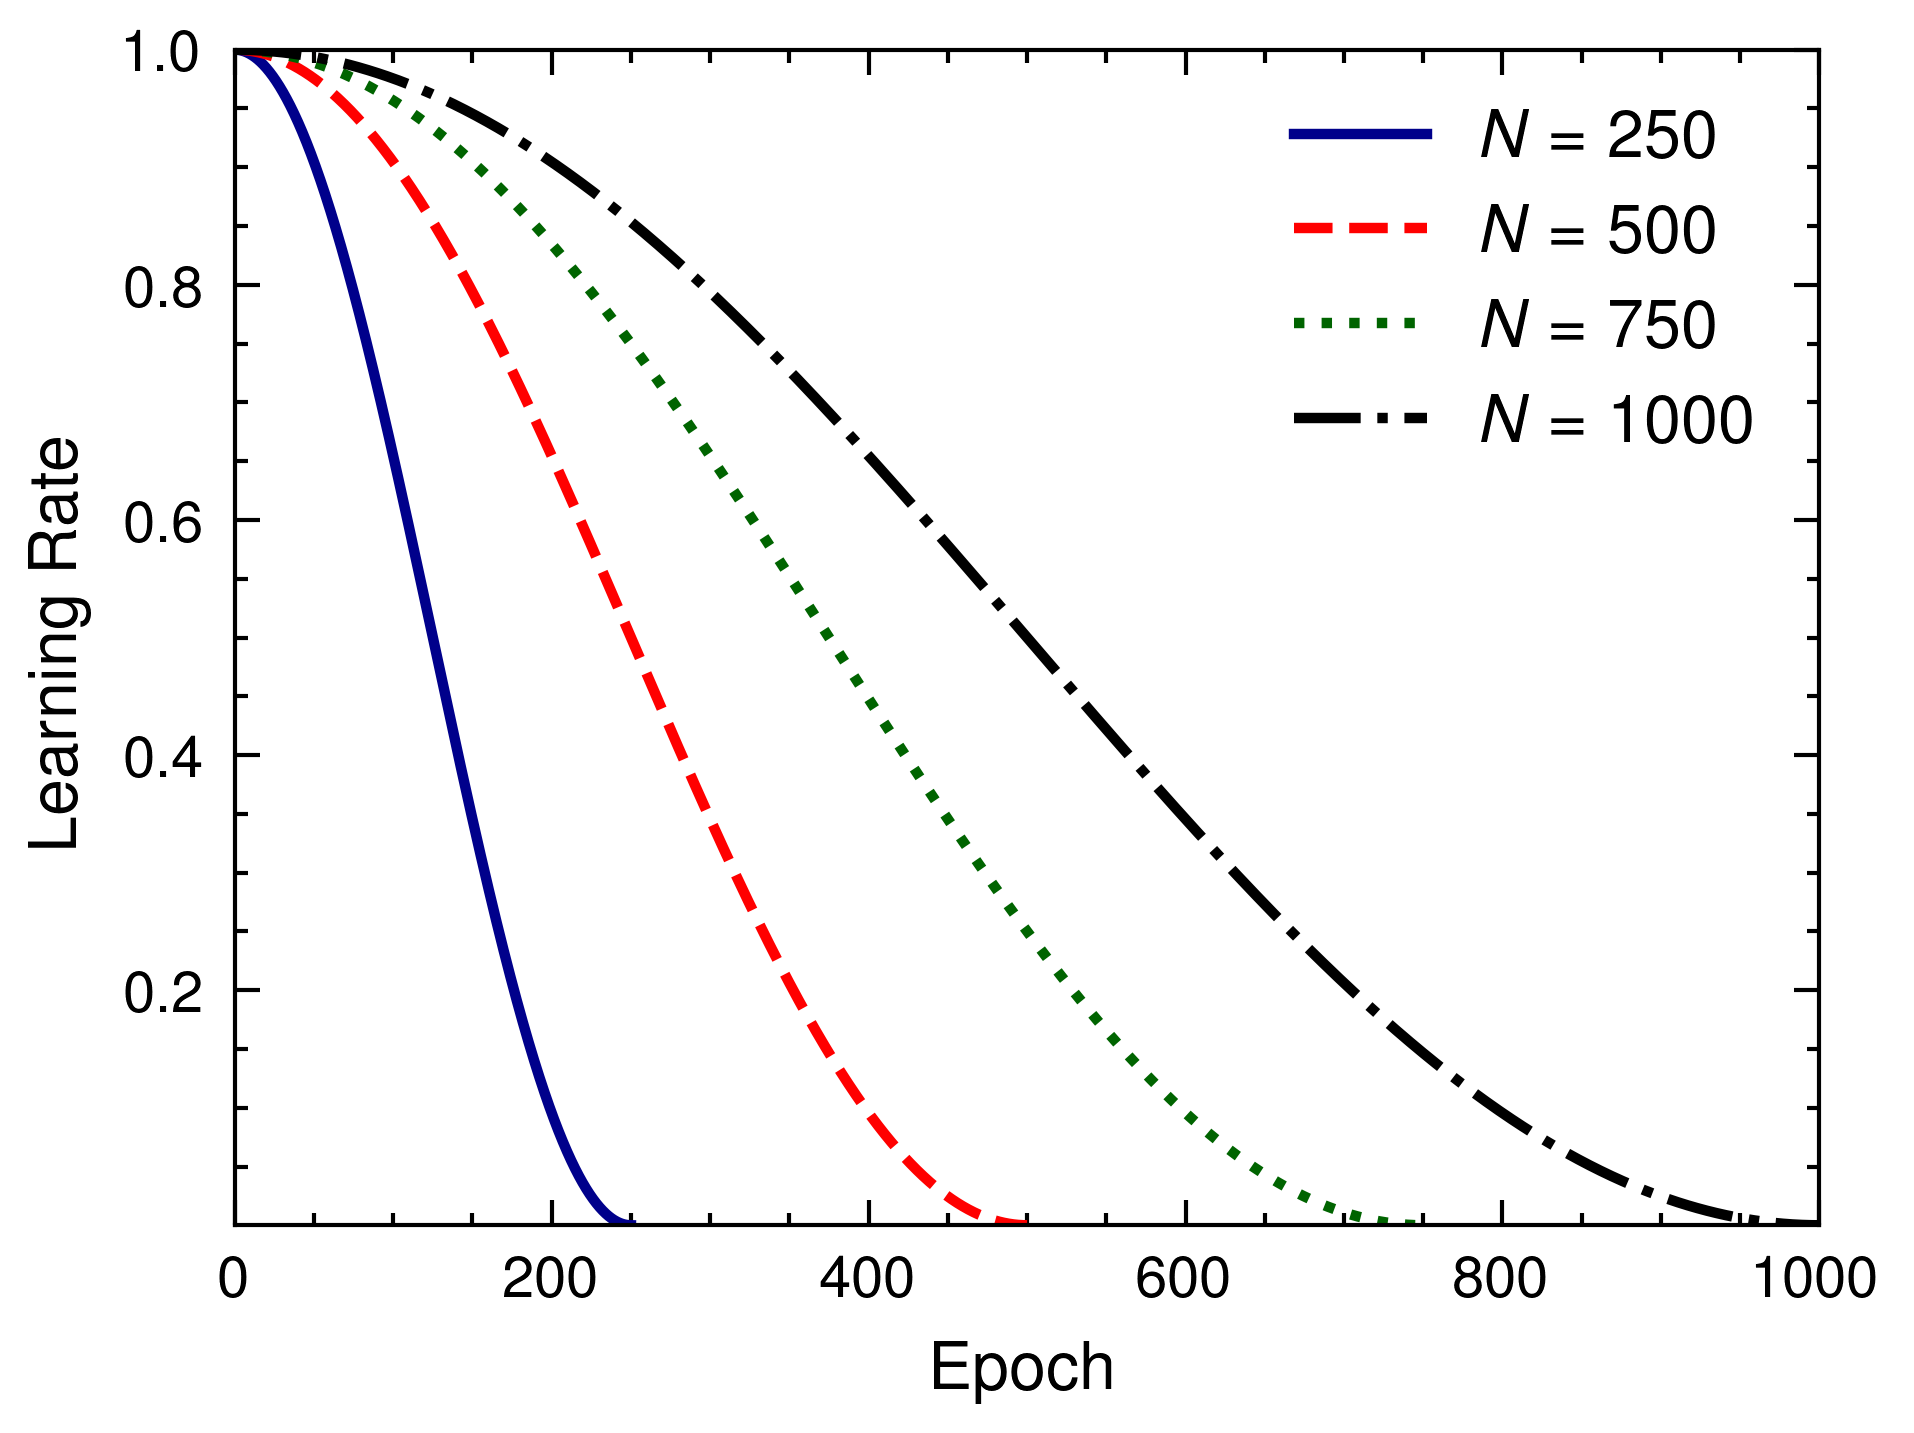 1.0
0.8
0.6
0.4
0.2
Learning Rate
N = 250
N = 500
N = 750
N = 1000
0 200 400 600 800 1000
Epoch